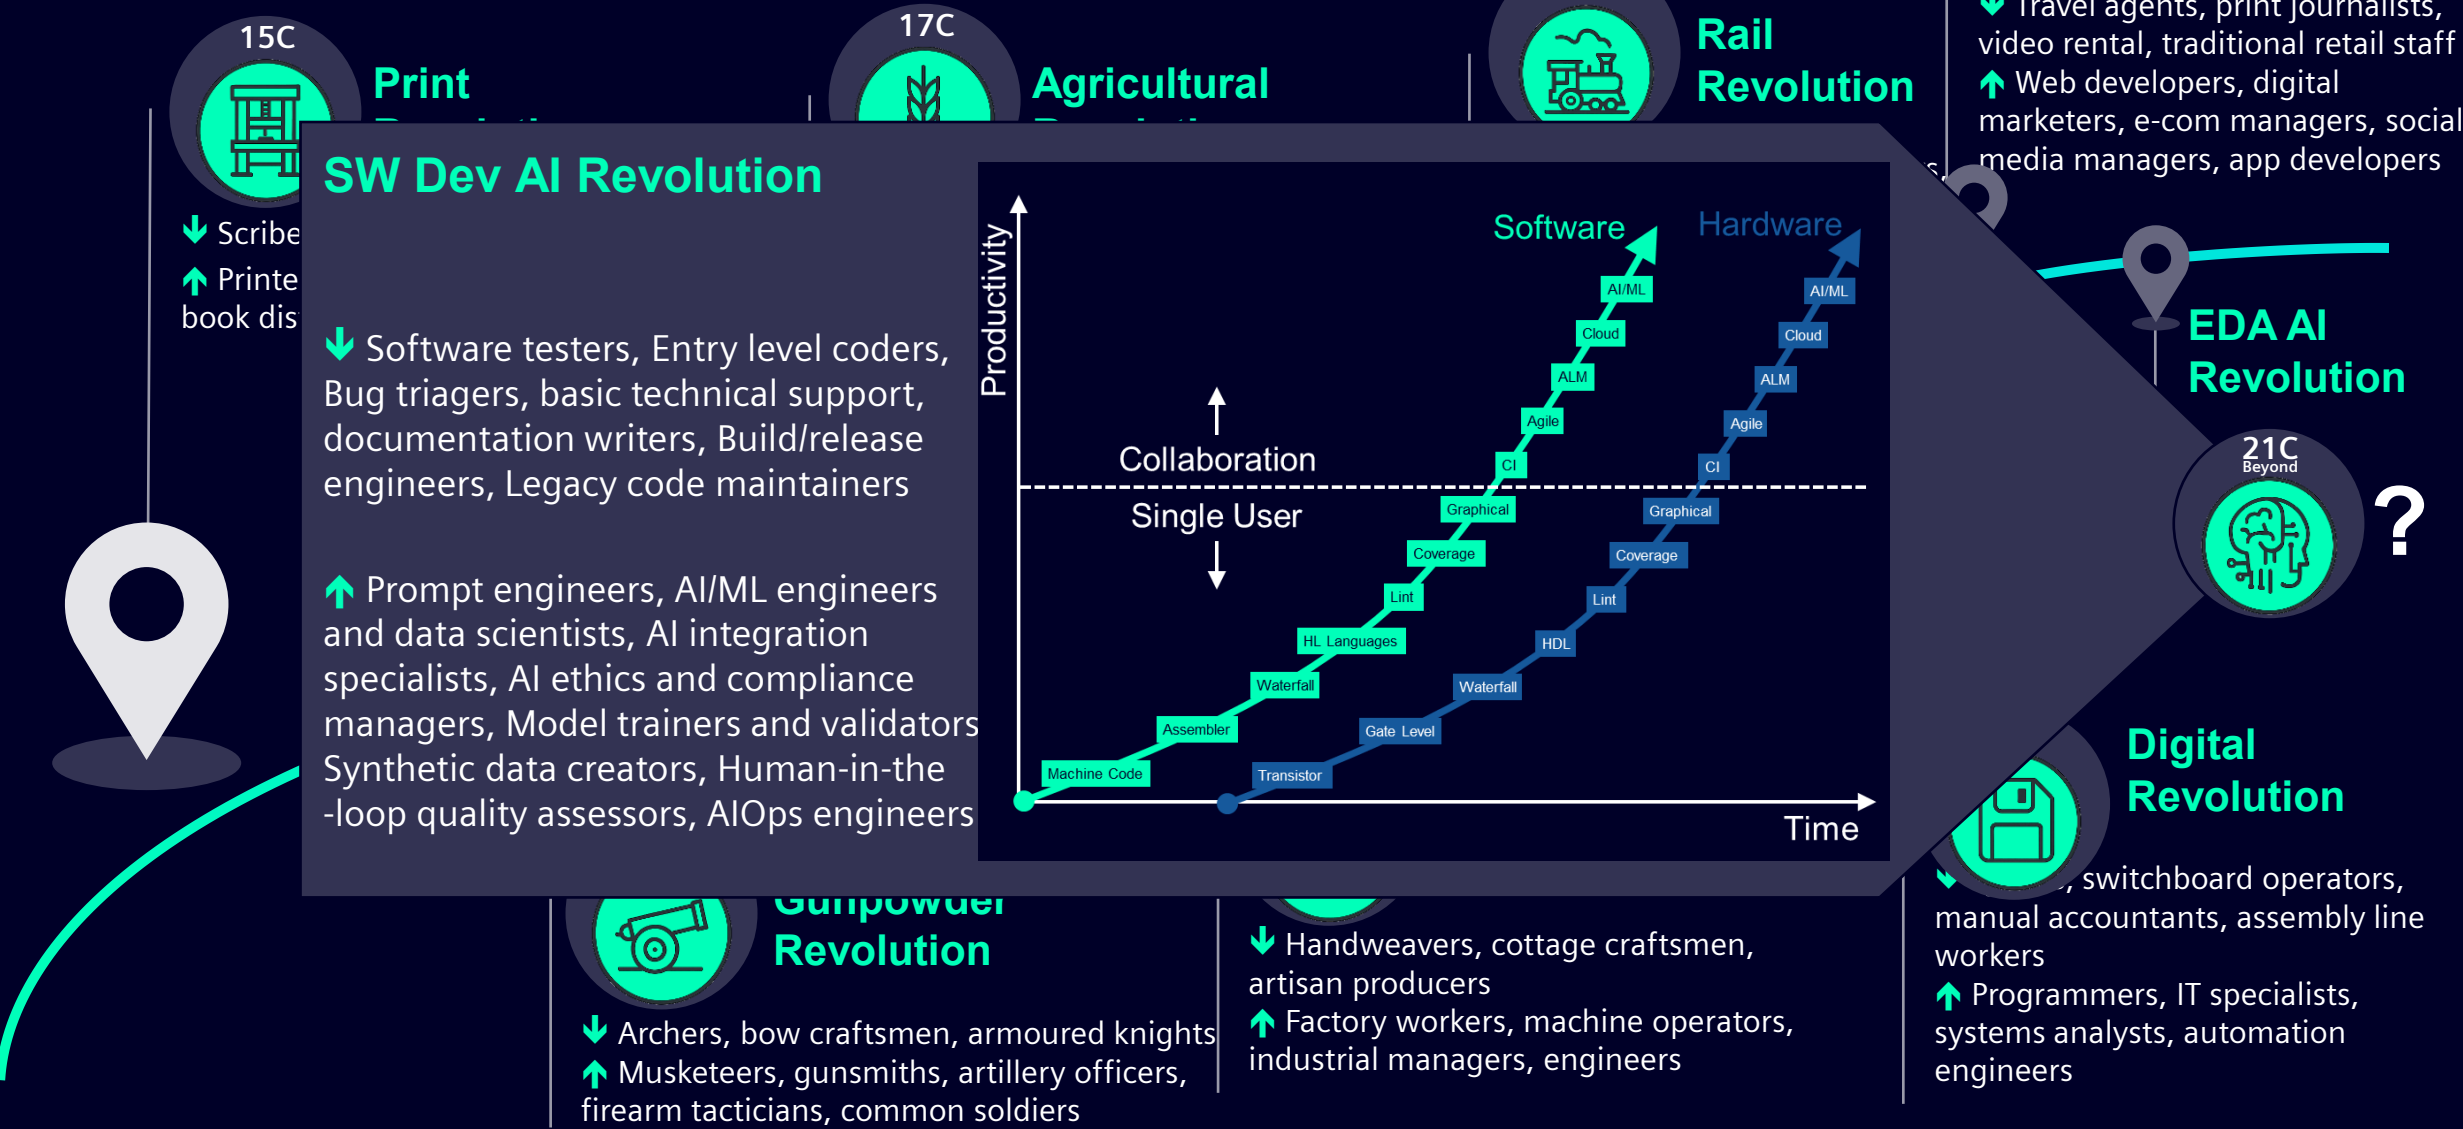 15C
Print
Scribe
Printe
book dis
17C
Agricultural
Rail
Revolution
Travel agents, print journalists,
video rental, traditional retail staff
Web developers, digital
marketers, e-com managers, social
media managers, app developers
SW Dev AI Revolution
Software testers, Entry level coders,
Bug triagers, basic technical support,
documentation writers, Build/release
engineers, Legacy code maintainers
Prompt engineers, AI/ML engineers
and data scientists, AI integration
specialists, AI ethics and compliance
managers, Model trainers and validators
Synthetic data creators, Human-in-the
-loop quality assessors, AIOps engineers
Productivity
Software
Hardware
AI/ML
Cloud
ALM
Agile
CI
Graphical
Coverage
Lint
HL Languages
Waterfall
Assembler
Machine Code
AI/ML
Cloud
ALM
Agile
CI
Graphical
Coverage
Lint
HDL
Waterfall
Gate Level
Transistor
Collaboration
Single User
Time
EDA AI
Revolution
21C
Beyond
?
Gunpowder
Revolution
Archers, bow craftsmen, armoured knights
Musketeers, gunsmiths, artillery officers,
firearm tacticians, common soldiers
Handweavers, cottage craftsmen,
artisan producers
Factory workers, machine operators,
industrial managers, engineers
Digital
Revolution
, switchboard operators,
manual accountants, assembly line
workers
Programmers, IT specialists,
systems analysts, automation
engineers